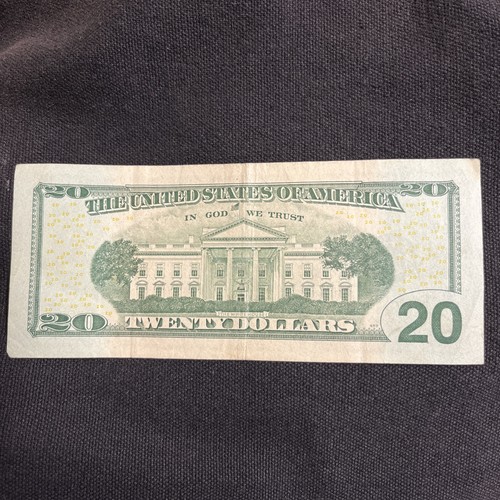 20 20
THE UNITED STATES OF AMERICA
IN GOD WE TRUST
20 TWENTY DOLLARS 20